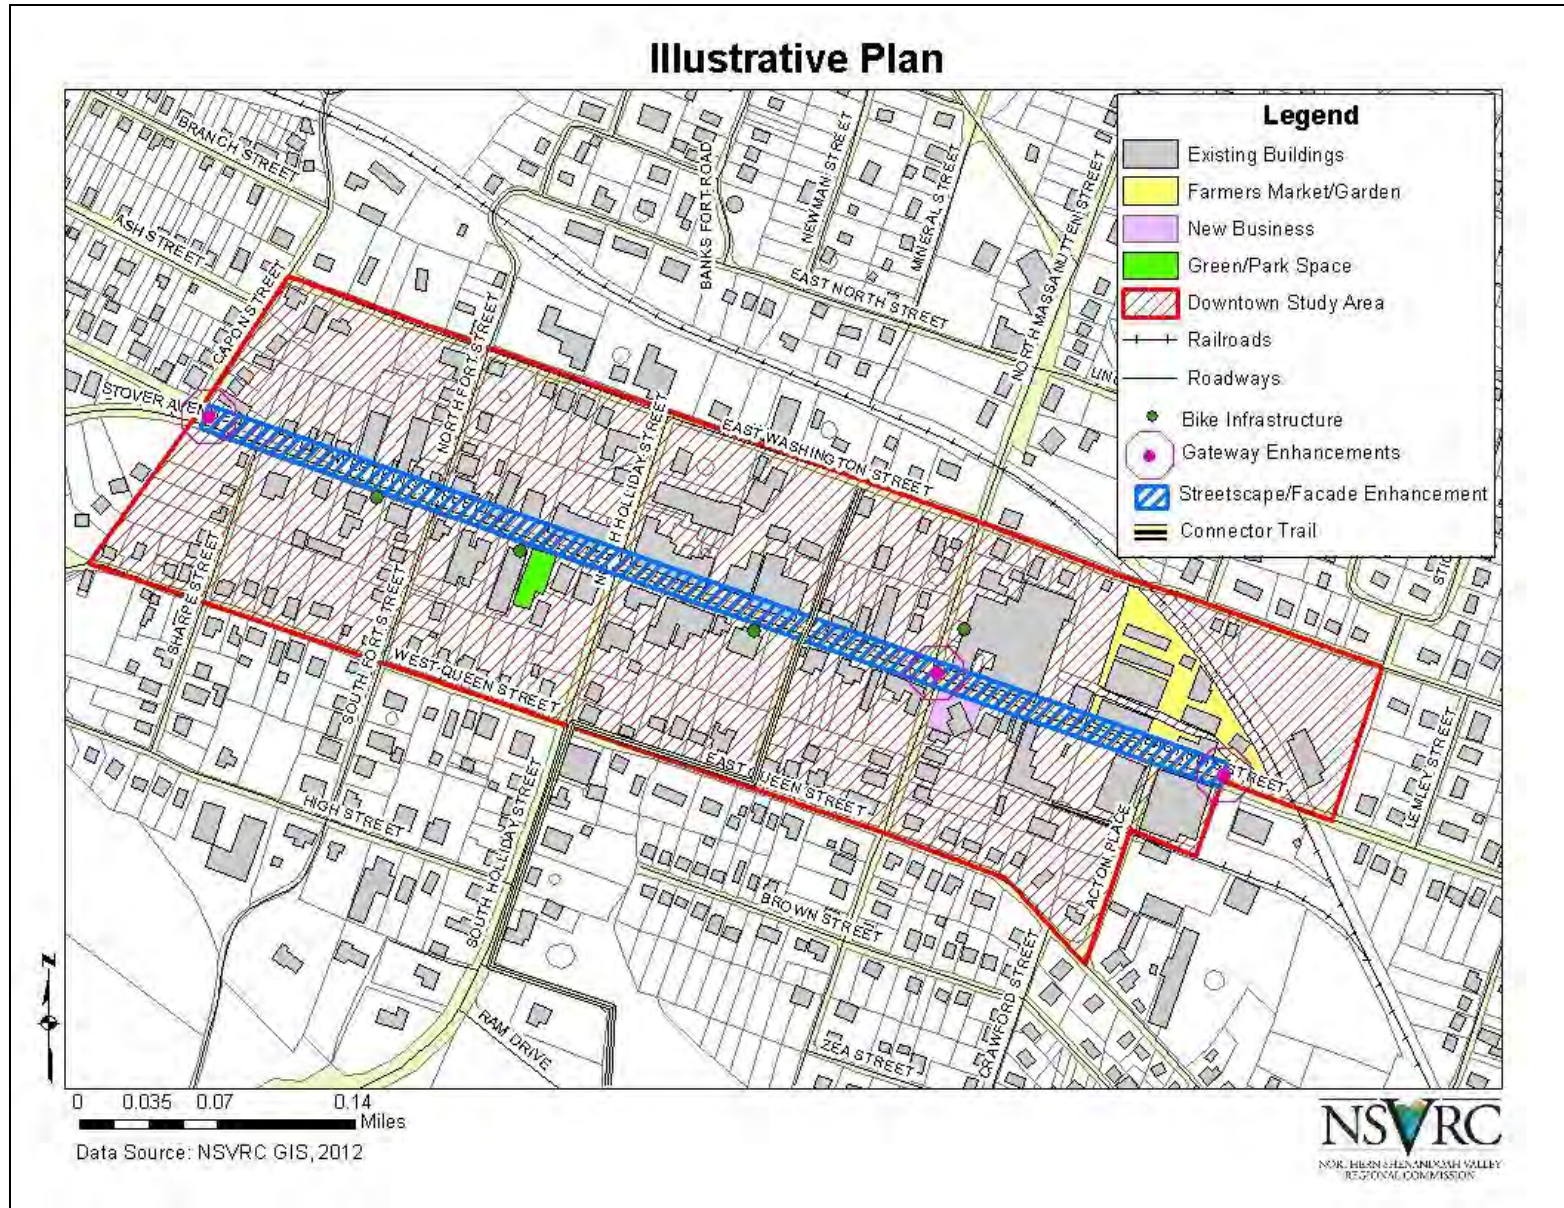 Illustrative Plan
Legend
Existing Buildings
Farmers Market/Garden
New Business
Green/Park Space
Downtown Study Area
Railroads
Roadways
Bike Infrastructure
Gateway Enhancements
Streetscape/Facade Enhancement
Connector Trail
BRANCH STREET
ASH STREET
CAPON STREET
STOVER AVEN
NORTH FORT STREET
BANKS FORT ROAD
NEWMAN STREET
MINERAL STREET
EAST NORTH STREET
NORTH MASSANUTTEN STREET
EAST WASHINGTON STREET
H HOLLIDAY STREET
SHARPE STREET
SOUTH FORT STREET
WEST QUEEN STREET
EAST QUEEN STREET
STREET
LEMLEY STREET
ACTON PLACE
HIGH STREET
SOUTH HOLLIDAY STREET
BROWN STREET
CRAWFORD STREET
RAM DRIVE
ZEA STREET
Z
0 0.035 0.07 0.14
Miles
Data Source: NSVRC GIS, 2012
NSVRC
NORTHERN SHENANDOAH VALLEY
REGIONAL COMMISSION